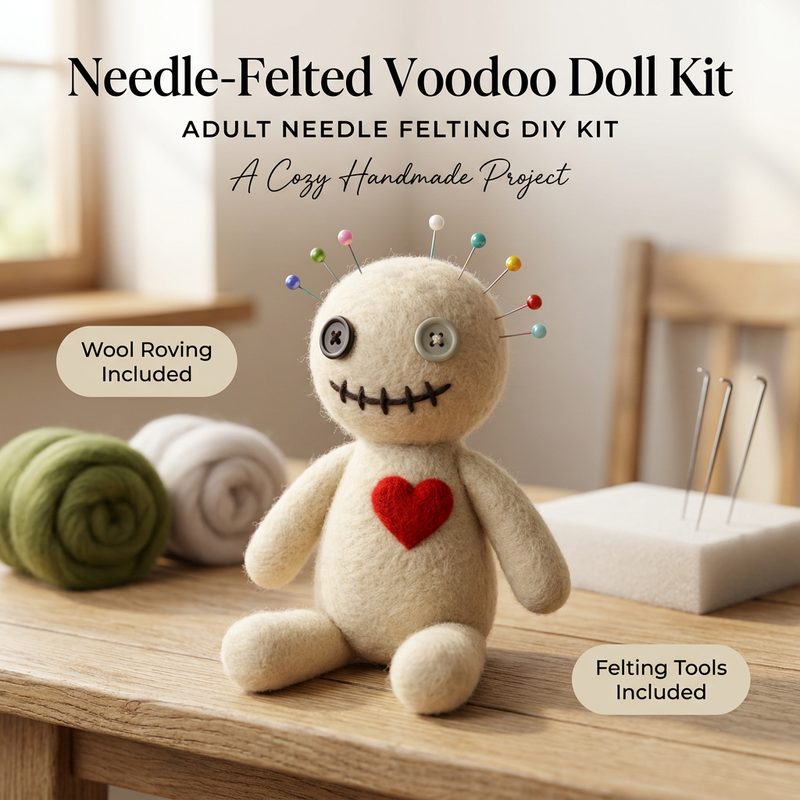 Needle-Felted Voodoo Doll Kit
ADULT NEEDLE FELTING DIY KIT
A Cozy Handmade Project
Wool Roving
Included
Felting Tools
Included